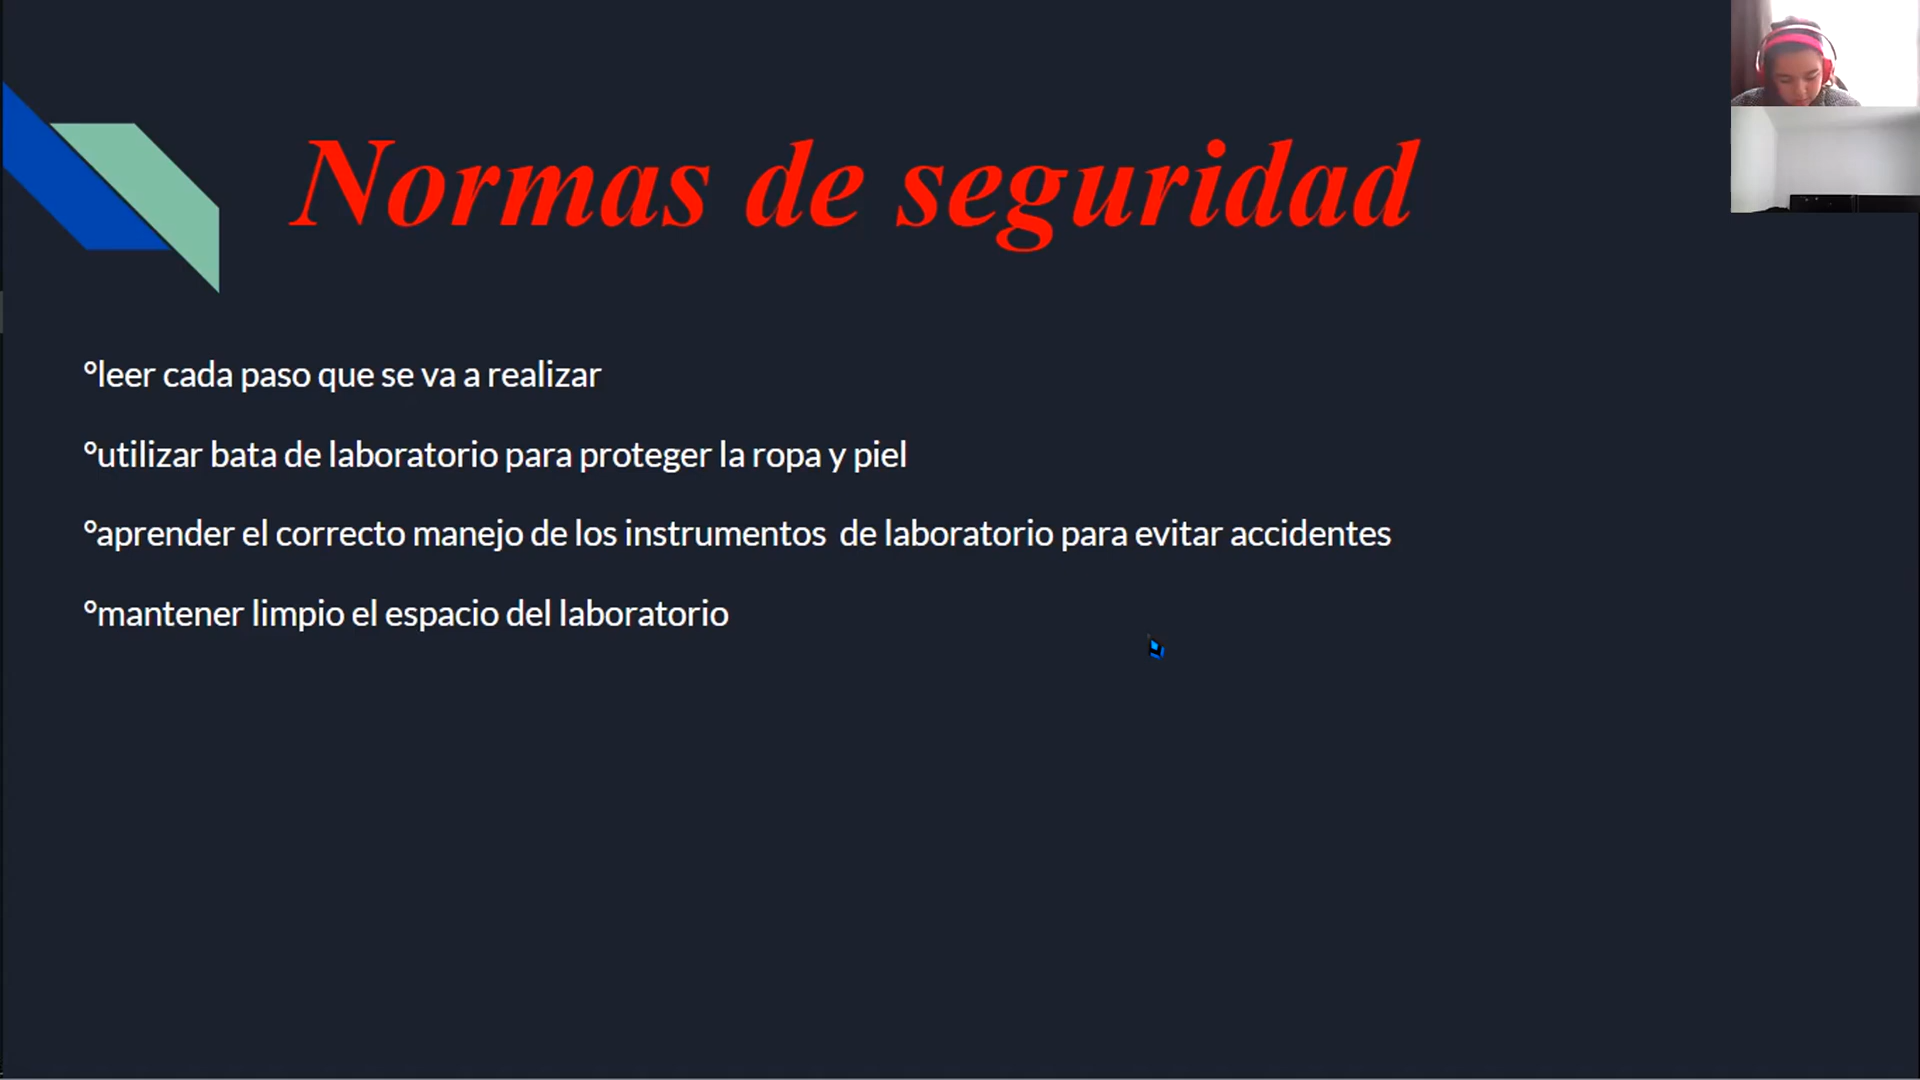 Normas de seguridad
°leer cada paso que se va a realizar
°utilizar bata de laboratorio para proteger la ropa y piel
°aprender el correcto manejo de los instrumentos  de laboratorio para evitar accidentes
°mantener limpio el espacio del laboratorio